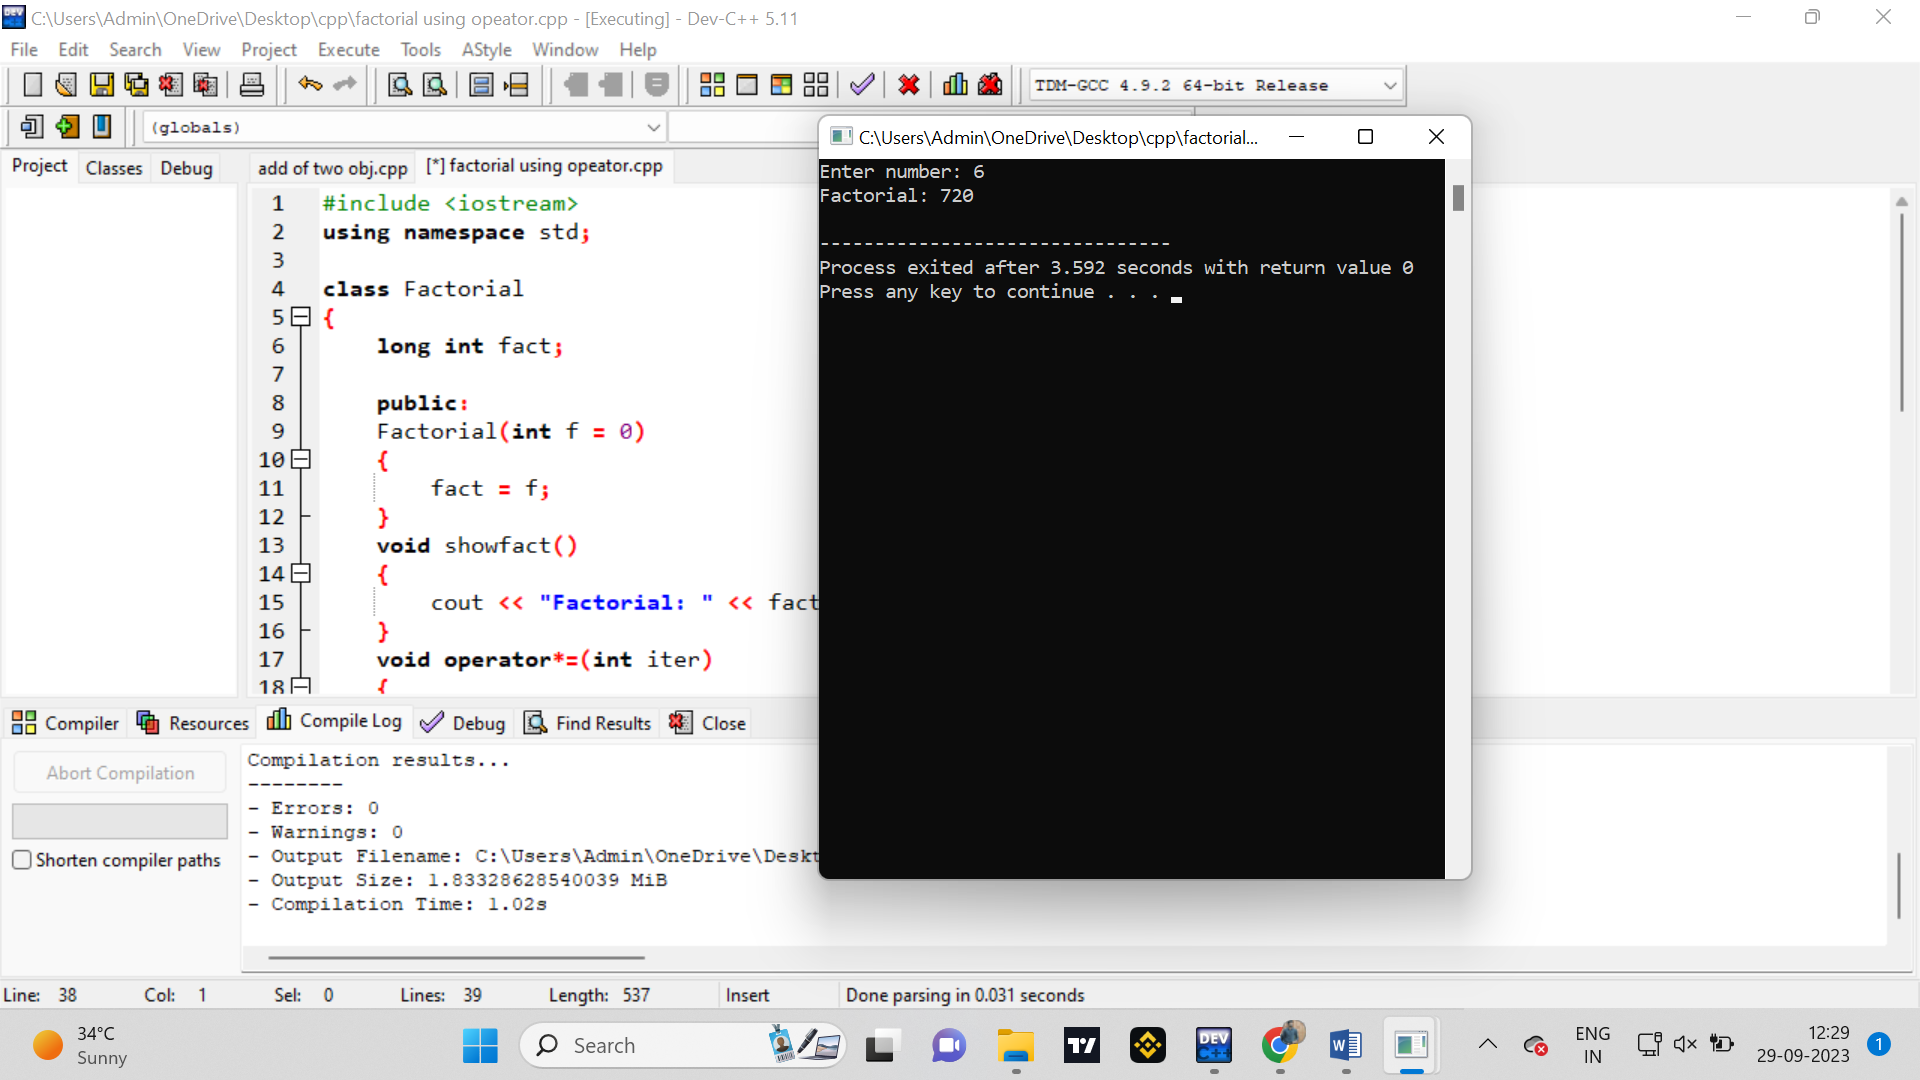 C:\Users\Admin\OneDrive\Desktop\cpp\factorial using opeator.cpp - [Executing] - Dev-C++ 5.11
File Edit Search View Project Execute Tools AStyle Window Help
TDM-GCC 4.9.2 64-bit Release
(globals)
Project Classes Debug
add of two obj.cpp [*] factorial using opeator.cpp
1 #include <iostream>
2 using namespace std;
3
4 class Factorial
5 {
6 long int fact;
7
8 public:
9 Factorial(int f = 0)
10 {
11 fact = f;
12 }
13 void showfact()
14 {
15 cout << "Factorial: " << fact
16 }
17 void operator*=(int iter)
18 {
C:\Users\Admin\OneDrive\Desktop\cpp\factorial...
Enter number: 6
Factorial: 720
--------------------------------
Process exited after 3.592 seconds with return value 0
Press any key to continue . . .
Compiler Resources Compile Log Debug Find Results Close
Abort Compilation
Shorten compiler paths
Compilation results...
--------
- Errors: 0
- Warnings: 0
- Output Filename: C:\Users\Admin\OneDrive\Deskt
- Output Size: 1.83328628540039 MiB
- Compilation Time: 1.02s
Line: 38 Col: 1 Sel: 0 Lines: 39 Length: 537 Insert Done parsing in 0.031 seconds
34°C
Sunny
Search
DEV
C++
W
ENG
IN
12:29
29-09-2023
1